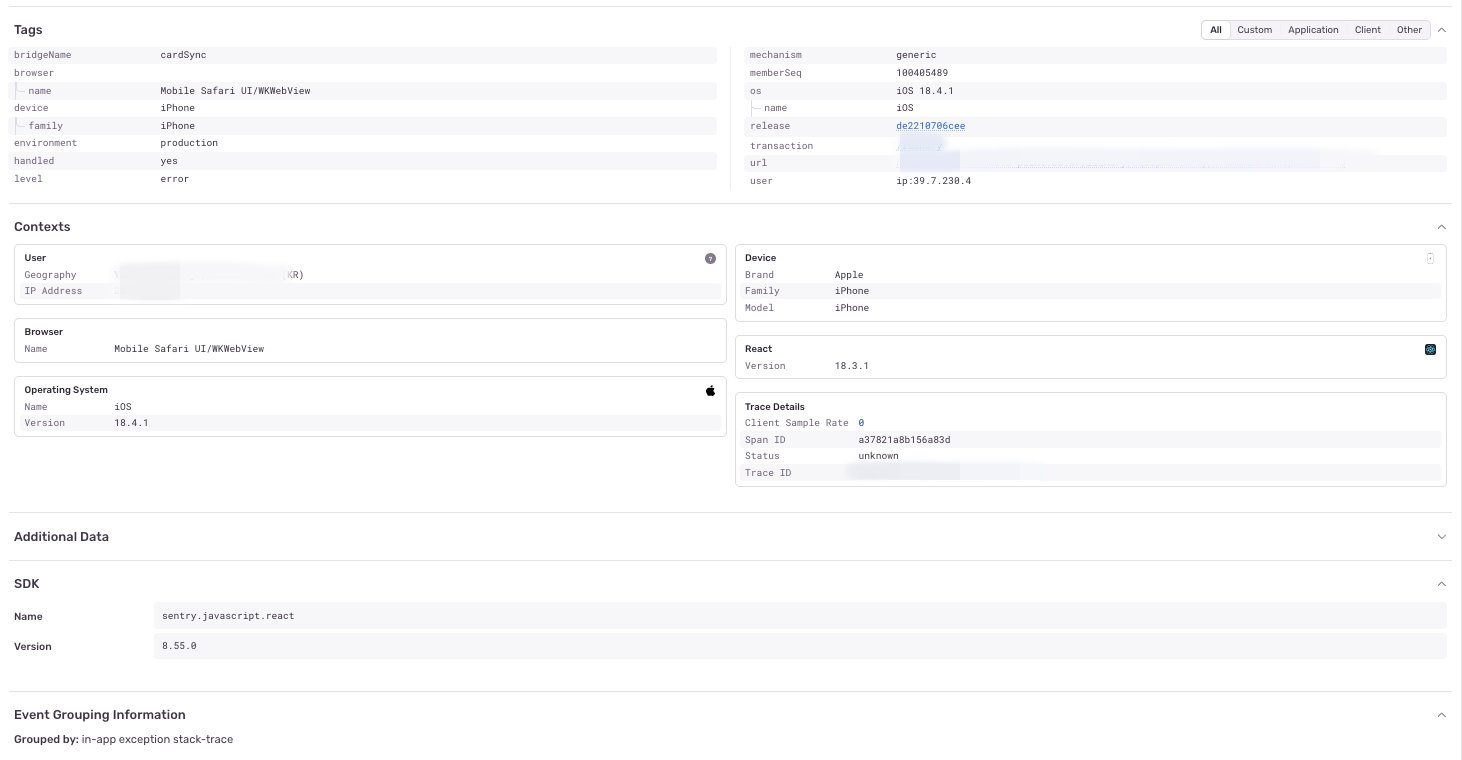 Tags
All Custom Application Client Other
bridgeName cardSync
browser
name Mobile Safari UI/WKWebView
device iPhone
family iPhone
environment production
handled yes
level error
mechanism generic
memberSeq 100405489
os iOS 18.4.1
name iOS
release de2210706cee
transaction
url
user ip:39.7.230.4
Contexts
User
Geography KR)
IP Address
Browser
Name Mobile Safari UI/WKWebView
Operating System
Name iOS
Version 18.4.1
Device
Brand Apple
Family iPhone
Model iPhone
React
Version 18.3.1
Trace Details
Client Sample Rate 0
Span ID a37821a8b156a83d
Status unknown
Trace ID
Additional Data
SDK
Name sentry.javascript.react
Version 8.55.0
Event Grouping Information
Grouped by: in-app exception stack-trace